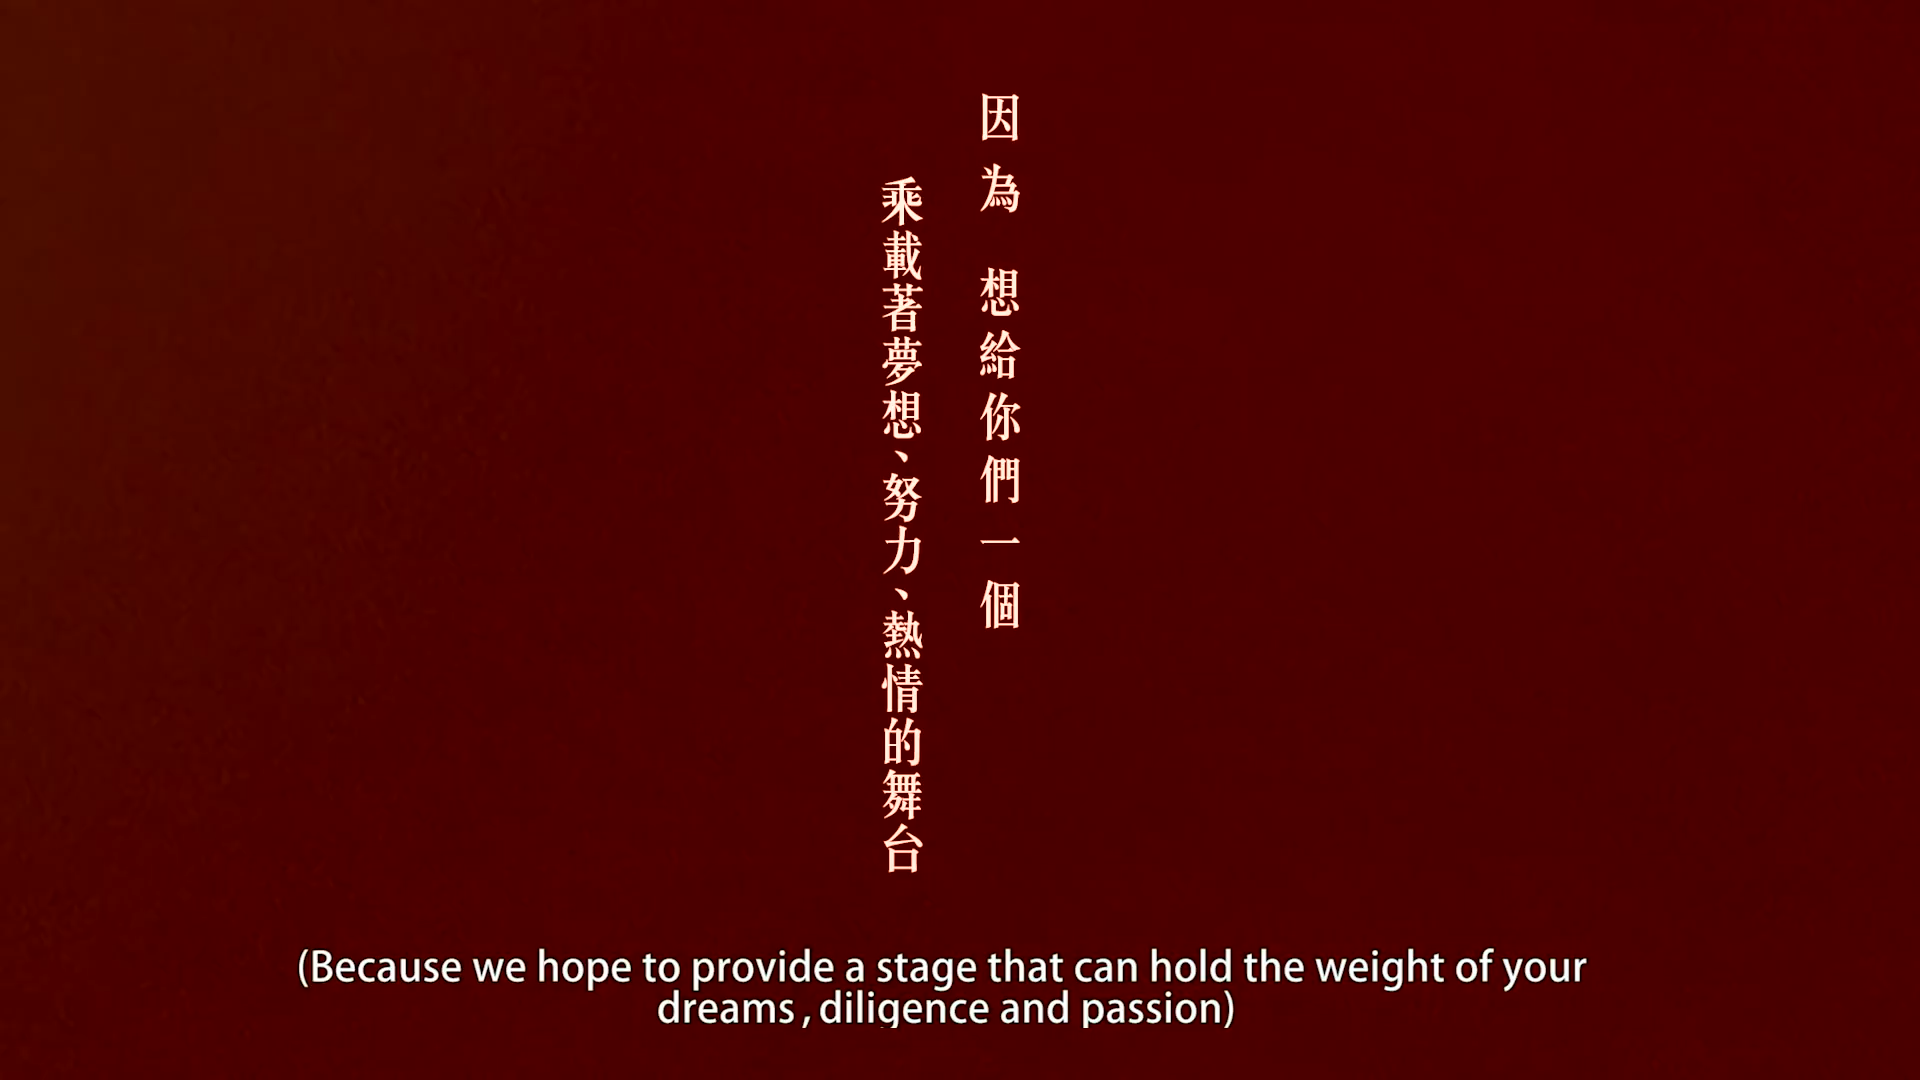 因為 想給你們一個
乘載著夢想、努力、熱情的舞台
(Because we hope to provide a stage that can hold the weight of your
dreams, diligence and passion)